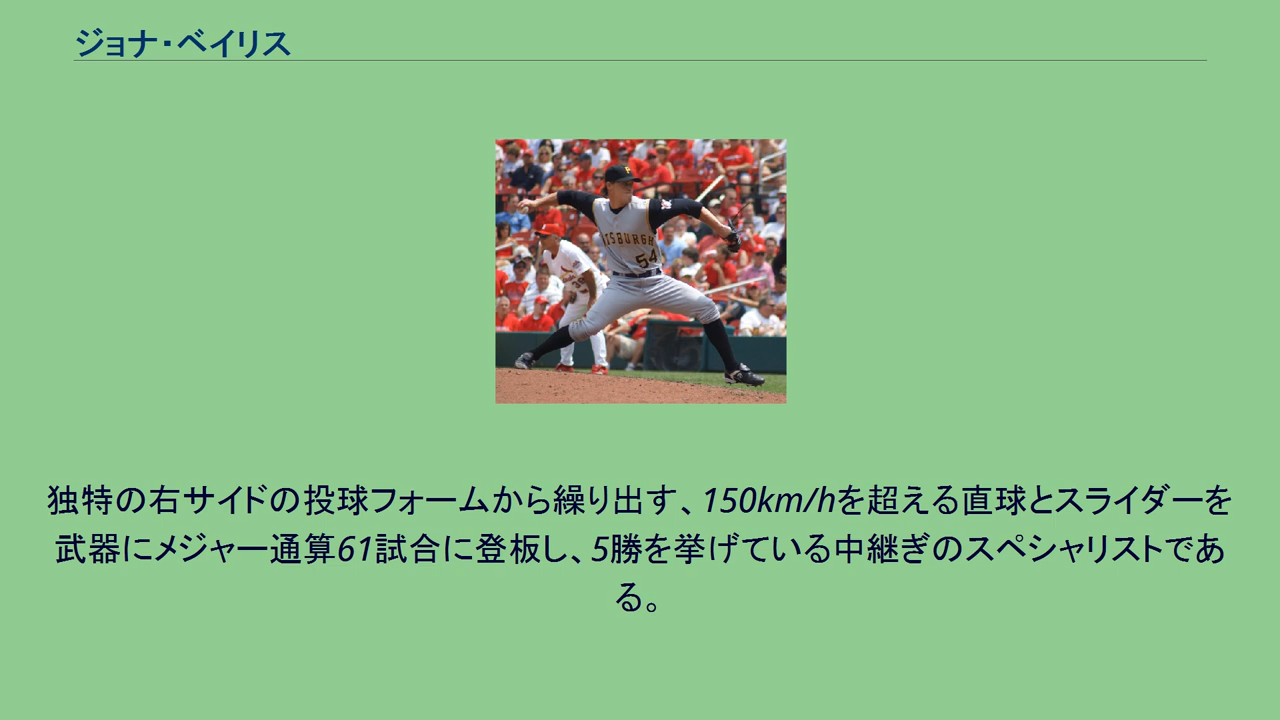 ジョナ・ベイリス
P
TSBURGH
54
独特の右サイドの投球フォームから繰り出す、150km/hを超える直球とスライダーを
武器にメジャー通算61試合に登板し、5勝を挙げている中継ぎのスペシャリストであ
る。